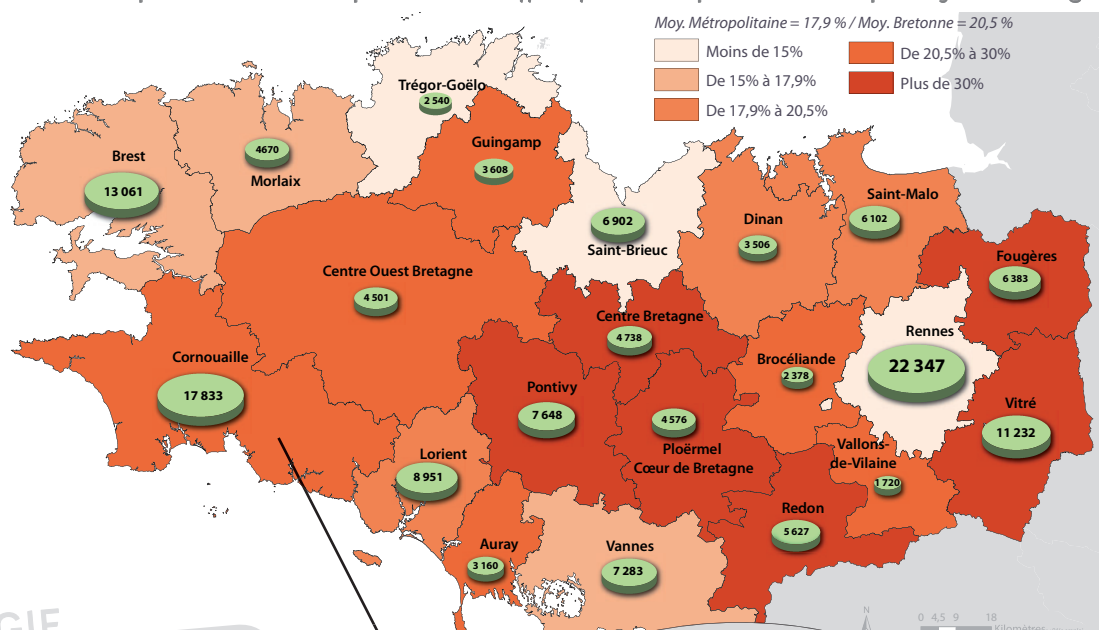 Moy. Métropolitaine = 17,9 % / Moy. Bretonne = 20,5 %
Moins de 15%
De 15% à 17,9%
De 17,9% à 20,5%
De 20,5% à 30%
Plus de 30%
Trégor-Goëlo
2 540
Guingamp
3 608
Brest
13 061
4670
Morlaix
6 902
Saint-Brieuc
Dinan
3 506
Saint-Malo
6 102
Fougères
6 383
Centre Ouest Bretagne
4 501
Centre Bretagne
4 738
Rennes
22 347
Brocéliande
2 378
Cornouaille
17 833
Pontivy
7 648
4 576
Ploërmel
Cœur de Bretagne
Vitré
11 232
Vallons-
de-Vilaine
1 720
Lorient
8 951
Redon
5 627
Auray
3 160
Vannes
7 283
N
0 4,5 9 18
Kilomètres
GIE